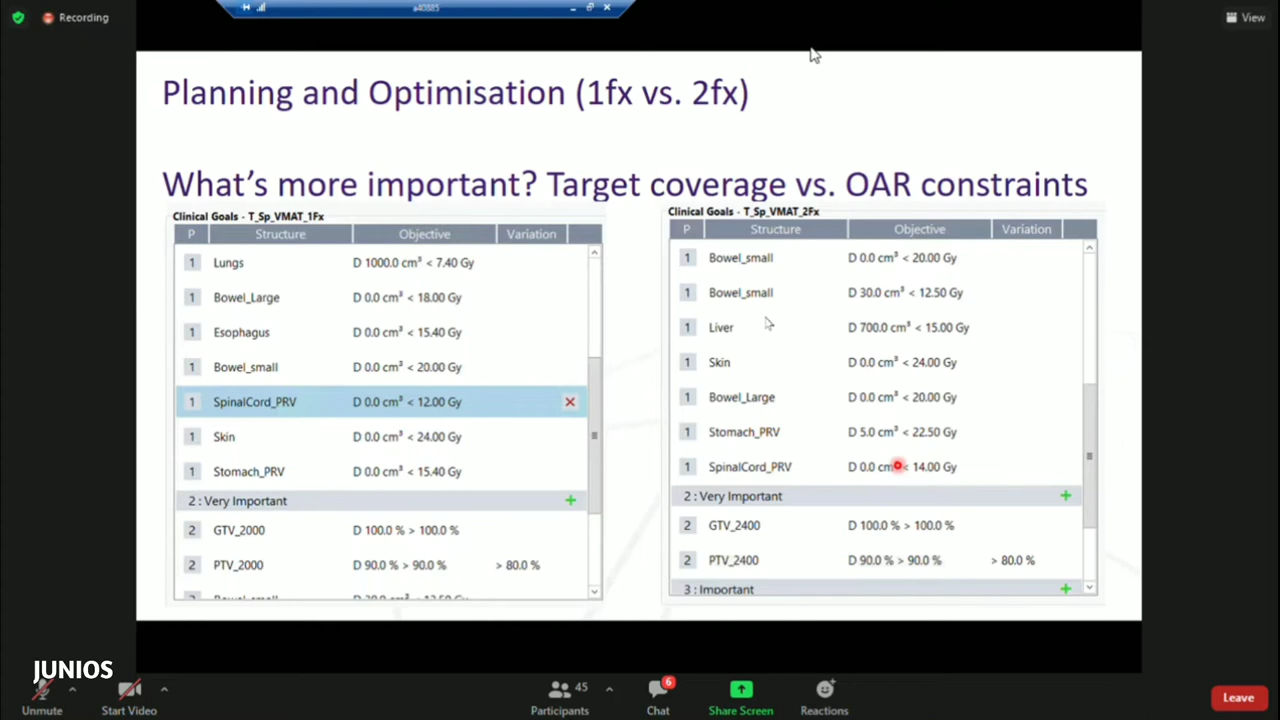 Recording
a40885
View
Planning and Optimisation (1fx vs. 2fx)
What's more important? Target coverage vs. OAR constraints
Clinical Goals - T_Sp_VMAT_1Fx
P Structure Objective Variation
1 Lungs D 1000.0 cm³ < 7.40 Gy
1 Bowel_Large D 0.0 cm³ < 18.00 Gy
1 Esophagus D 0.0 cm³ < 15.40 Gy
1 Bowel_small D 0.0 cm³ < 20.00 Gy
1 SpinalCord_PRV D 0.0 cm³ < 12.00 Gy
1 Skin D 0.0 cm³ < 24.00 Gy
1 Stomach_PRV D 0.0 cm³ < 15.40 Gy
2 : Very Important
2 GTV_2000 D 100.0 % > 100.0 %
2 PTV_2000 D 90.0 % > 90.0 % > 80.0 %
Clinical Goals - T_Sp_VMAT_2Fx
P Structure Objective Variation
1 Bowel_small D 0.0 cm³ < 20.00 Gy
1 Bowel_small D 30.0 cm³ < 12.50 Gy
1 Liver D 700.0 cm³ < 15.00 Gy
1 Skin D 0.0 cm³ < 24.00 Gy
1 Bowel_Large D 0.0 cm³ < 20.00 Gy
1 Stomach_PRV D 5.0 cm³ < 22.50 Gy
1 SpinalCord_PRV D 0.0 cm < 14.00 Gy
2 : Very Important
2 GTV_2400 D 100.0 % > 100.0 %
2 PTV_2400 D 90.0 % > 90.0 % > 80.0 %
3 : Important
JUNIOS
Unmute
Start Video
45
Participants
6
Chat
Share Screen
Reactions
Leave